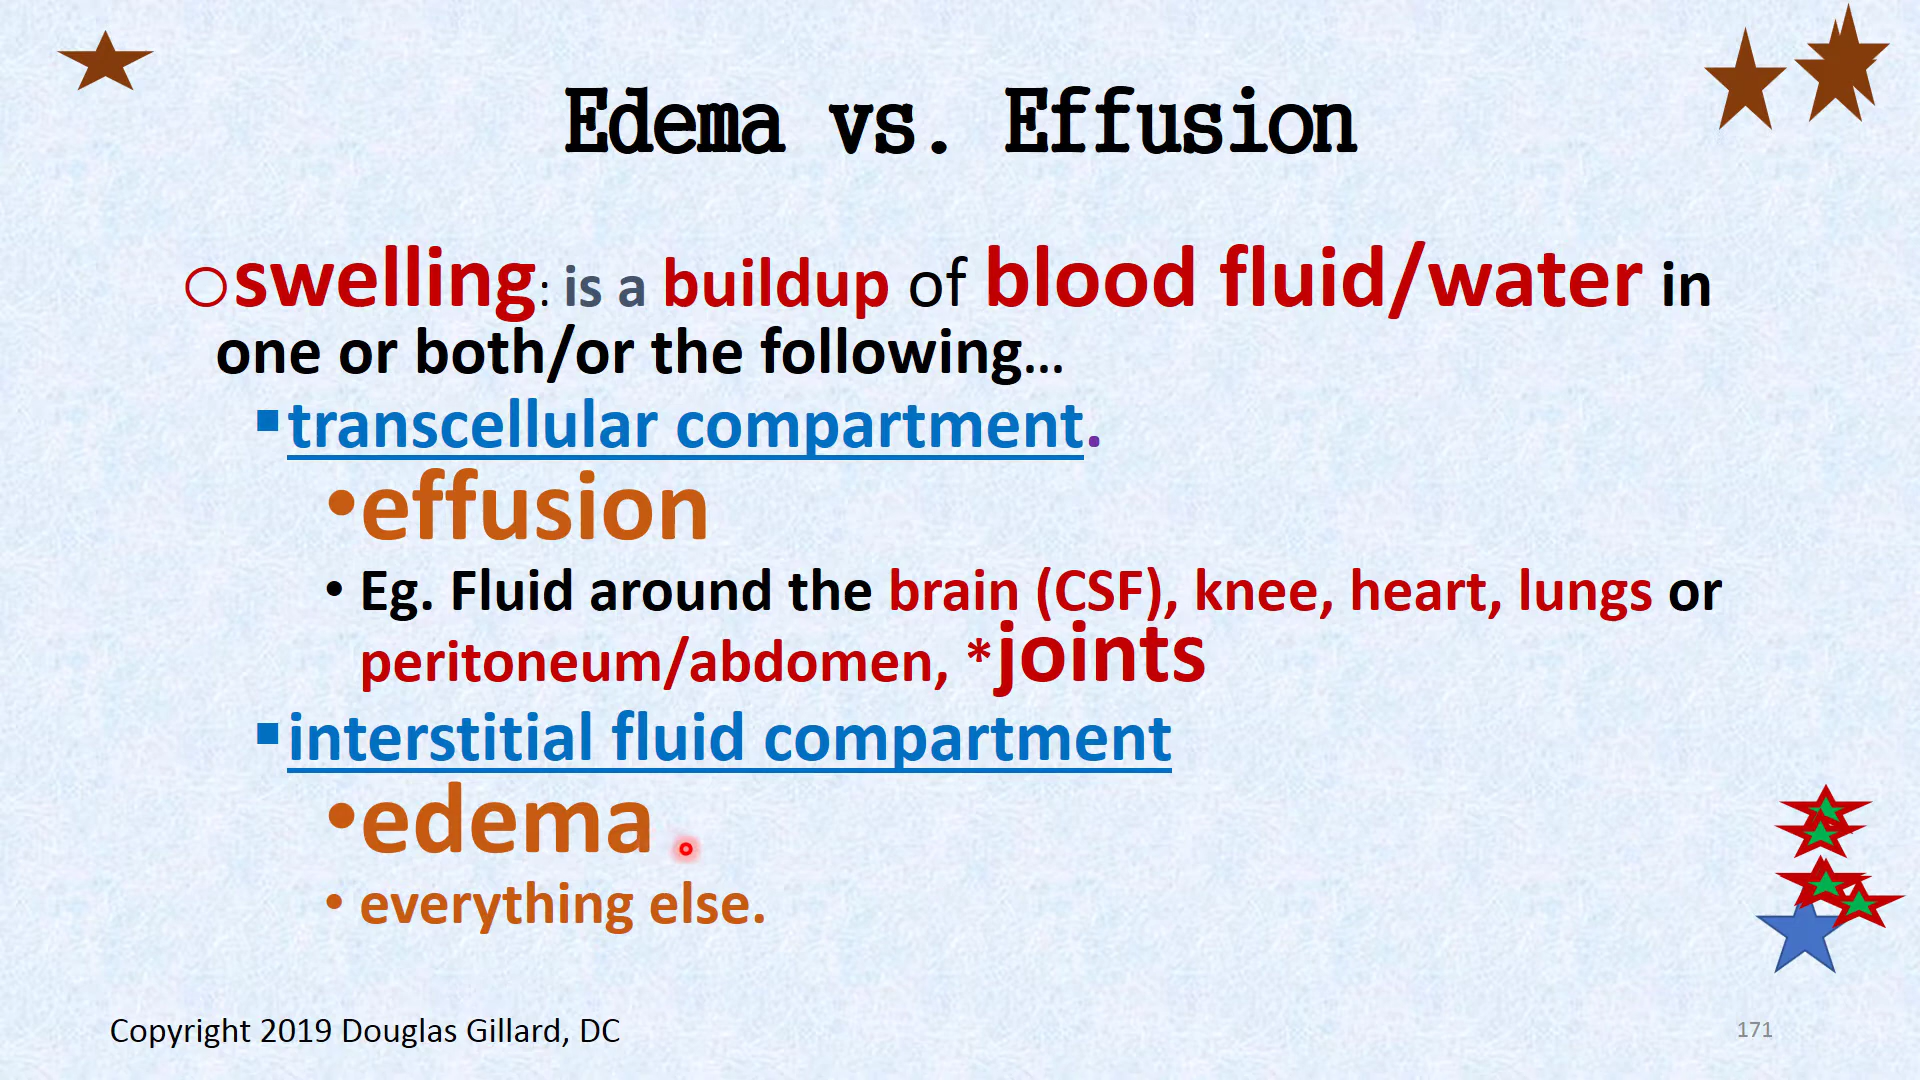 Edema vs. Effusion
swelling: is a buildup of blood fluid/water in
one or both/or the following...
transcellular compartment.
•effusion
• Eg. Fluid around the brain (CSF), knee, heart, lungs or
peritoneum/abdomen, *joints
interstitial fluid compartment
•edema
• everything else.
Copyright 2019 Douglas Gillard, DC
171